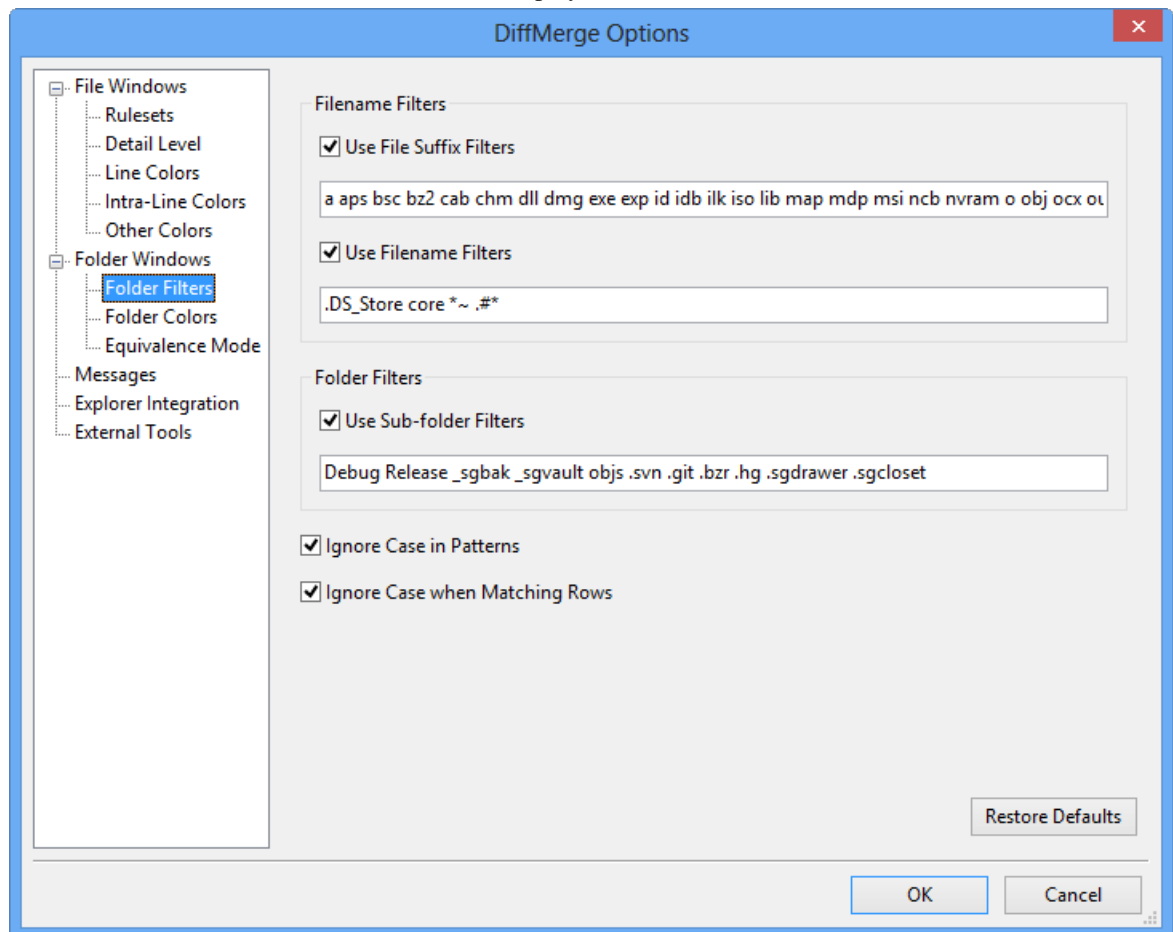 DiffMerge Options
File Windows
Rulesets
Detail Level
Line Colors
Intra-Line Colors
Other Colors
Folder Windows
Folder Filters
Folder Colors
Equivalence Mode
Messages
Explorer Integration
External Tools
Filename Filters
Use File Suffix Filters
a aps bsc bz2 cab chm dll dmg exe exp id idb ilk iso lib map mdp msi ncb nvram o obj ocx
Use Filename Filters
.DS_Store core *~ .#*
Folder Filters
Use Sub-folder Filters
Debug Release _sgbak _sgvault objs .svn .git .bzr .hg .sgdrawer .sgcloset
Ignore Case in Patterns
Ignore Case when Matching Rows
Restore Defaults
OK
Cancel